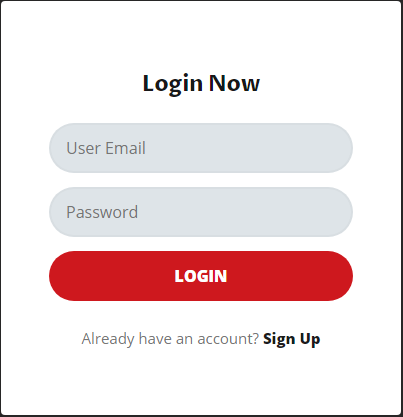 Login Now
User Email
Password
LOGIN
Already have an account? Sign Up